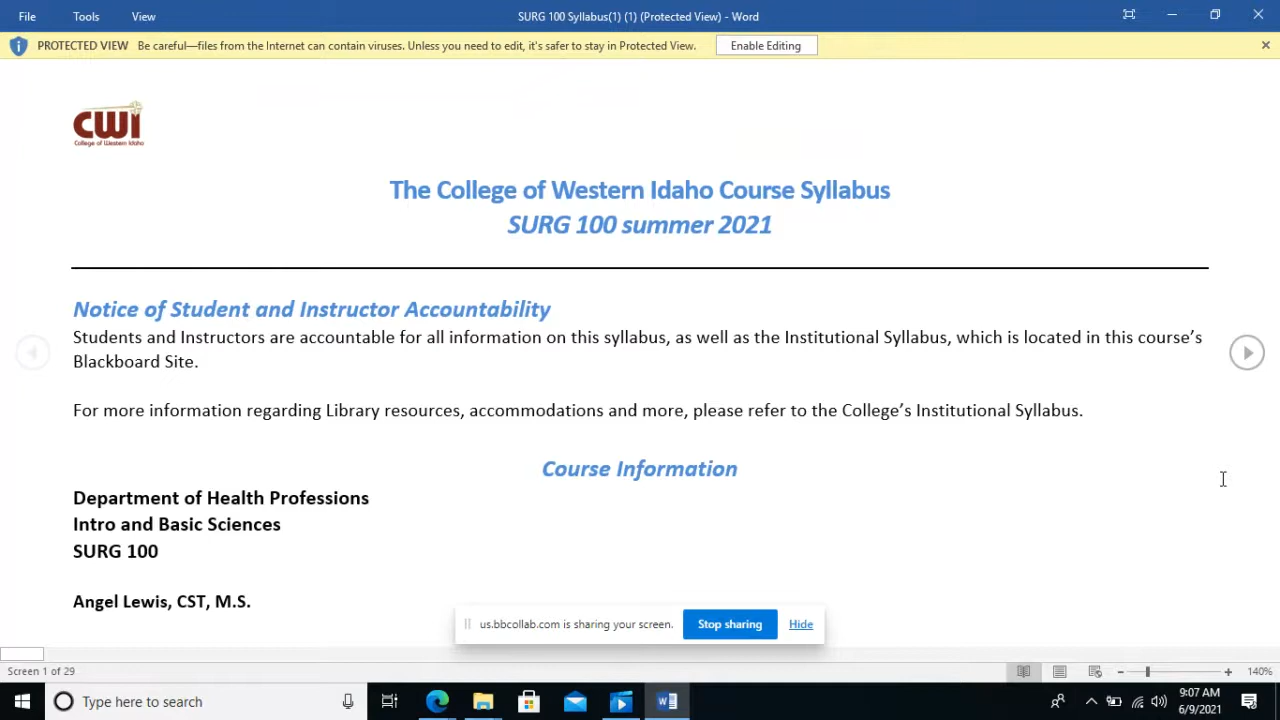 File Tools View SURG 100 Syllabus(1) (1) (Protected View) - Word
PROTECTED VIEW Be careful—files from the Internet can contain viruses. Unless you need to edit, it's safer to stay in Protected View. Enable Editing
CWI
College of Western Idaho
The College of Western Idaho Course Syllabus
SURG 100 summer 2021
Notice of Student and Instructor Accountability
Students and Instructors are accountable for all information on this syllabus, as well as the Institutional Syllabus, which is located in this course’s
Blackboard Site.
For more information regarding Library resources, accommodations and more, please refer to the College’s Institutional Syllabus.
Course Information
Department of Health Professions
Intro and Basic Sciences
SURG 100
Angel Lewis, CST, M.S.
us.bbcollab.com is sharing your screen. Stop sharing Hide
Screen 1 of 29 140%
Type here to search
9:07 AM
6/9/2021